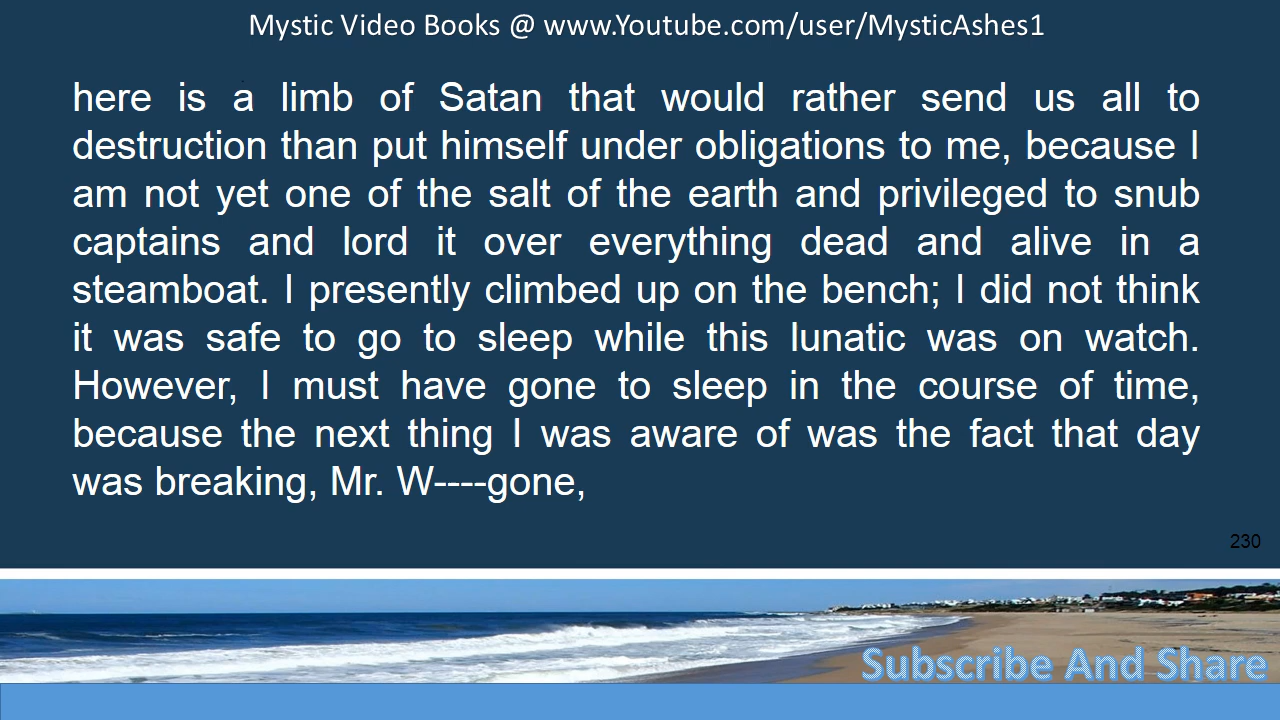 Mystic Video Books @ www.Youtube.com/user/MysticAshes1
here is a limb of Satan that would rather send us all to
destruction than put himself under obligations to me, because I
am not yet one of the salt of the earth and privileged to snub
captains and lord it over everything dead and alive in a
steamboat. I presently climbed up on the bench; I did not think
it was safe to go to sleep while this lunatic was on watch.
However, I must have gone to sleep in the course of time,
because the next thing I was aware of was the fact that day
was breaking, Mr. W----gone,
230
Subscribe And Share